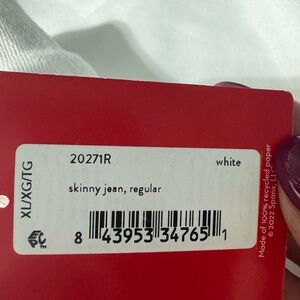 XL/XG/TG
20271R white
skinny jean, regular
8 43953 34765 1
Made of 100% recycled paper
© 2022 Spanx,